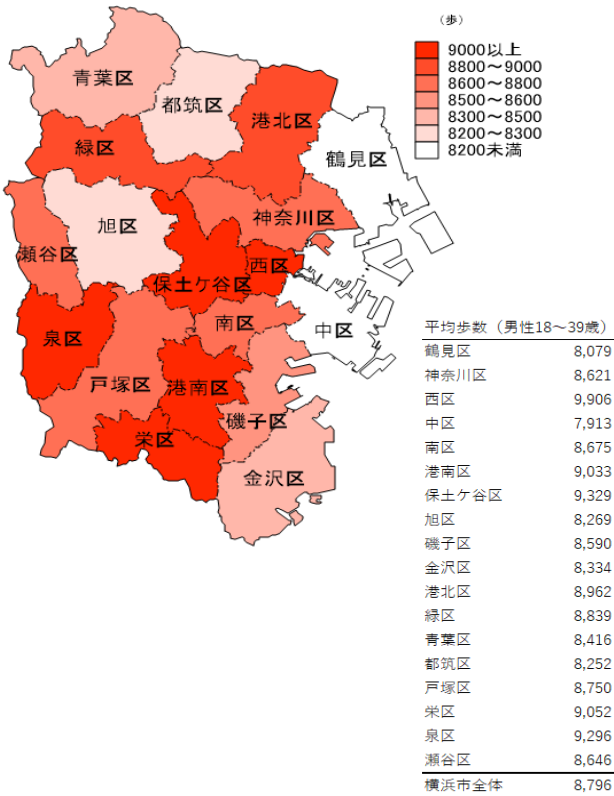 （歩）
9000以上
8800～9000
8600～8800
8500～8600
8300～8500
8200～8300
8200未満
青葉区
都筑区
港北区
緑区
鶴見区
神奈川区
旭区
瀬谷区
西区
保土ケ谷区
泉区
南区
中区
戸塚区
港南区
磯子区
栄区
金沢区
平均歩数（男性18～39歳）
鶴見区 8,079
神奈川区 8,621
西区 9,906
中区 7,913
南区 8,675
港南区 9,033
保土ケ谷区 9,329
旭区 8,269
磯子区 8,590
金沢区 8,334
港北区 8,962
緑区 8,839
青葉区 8,416
都筑区 8,252
戸塚区 8,750
栄区 9,052
泉区 9,296
瀬谷区 8,646
横浜市全体 8,796